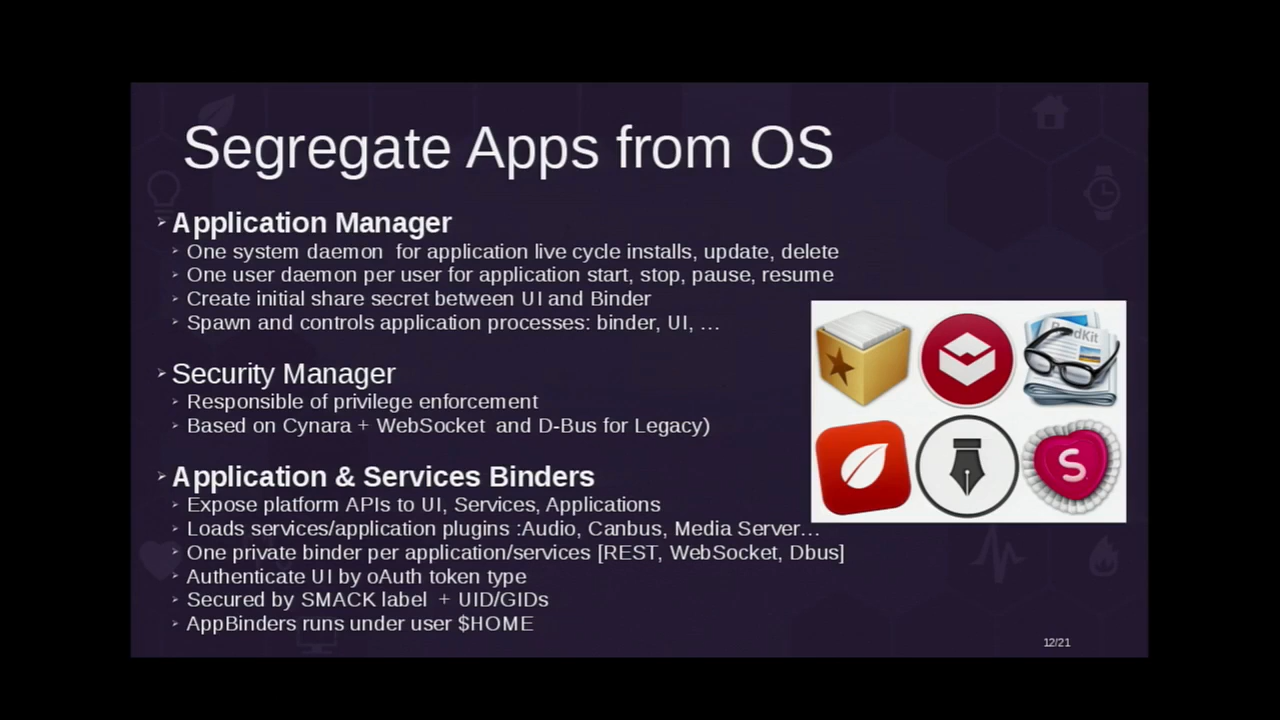 Segregate Apps from OS
Application Manager
One system daemon for application live cycle installs, update, delete
One user daemon per user for application start, stop, pause, resume
Create initial share secret between UI and Binder
Spawn and controls application processes: binder, UI, …
Security Manager
Responsible of privilege enforcement
Based on Cynara + WebSocket and D-Bus for Legacy)
Application & Services Binders
Expose platform APIs to UI, Services, Applications
Loads services/application plugins :Audio, Canbus, Media Server…
One private binder per application/services [REST, WebSocket, Dbus]
Authenticate UI by oAuth token type
Secured by SMACK label + UID/GIDs
AppBinders runs under user $HOME
S
12/21